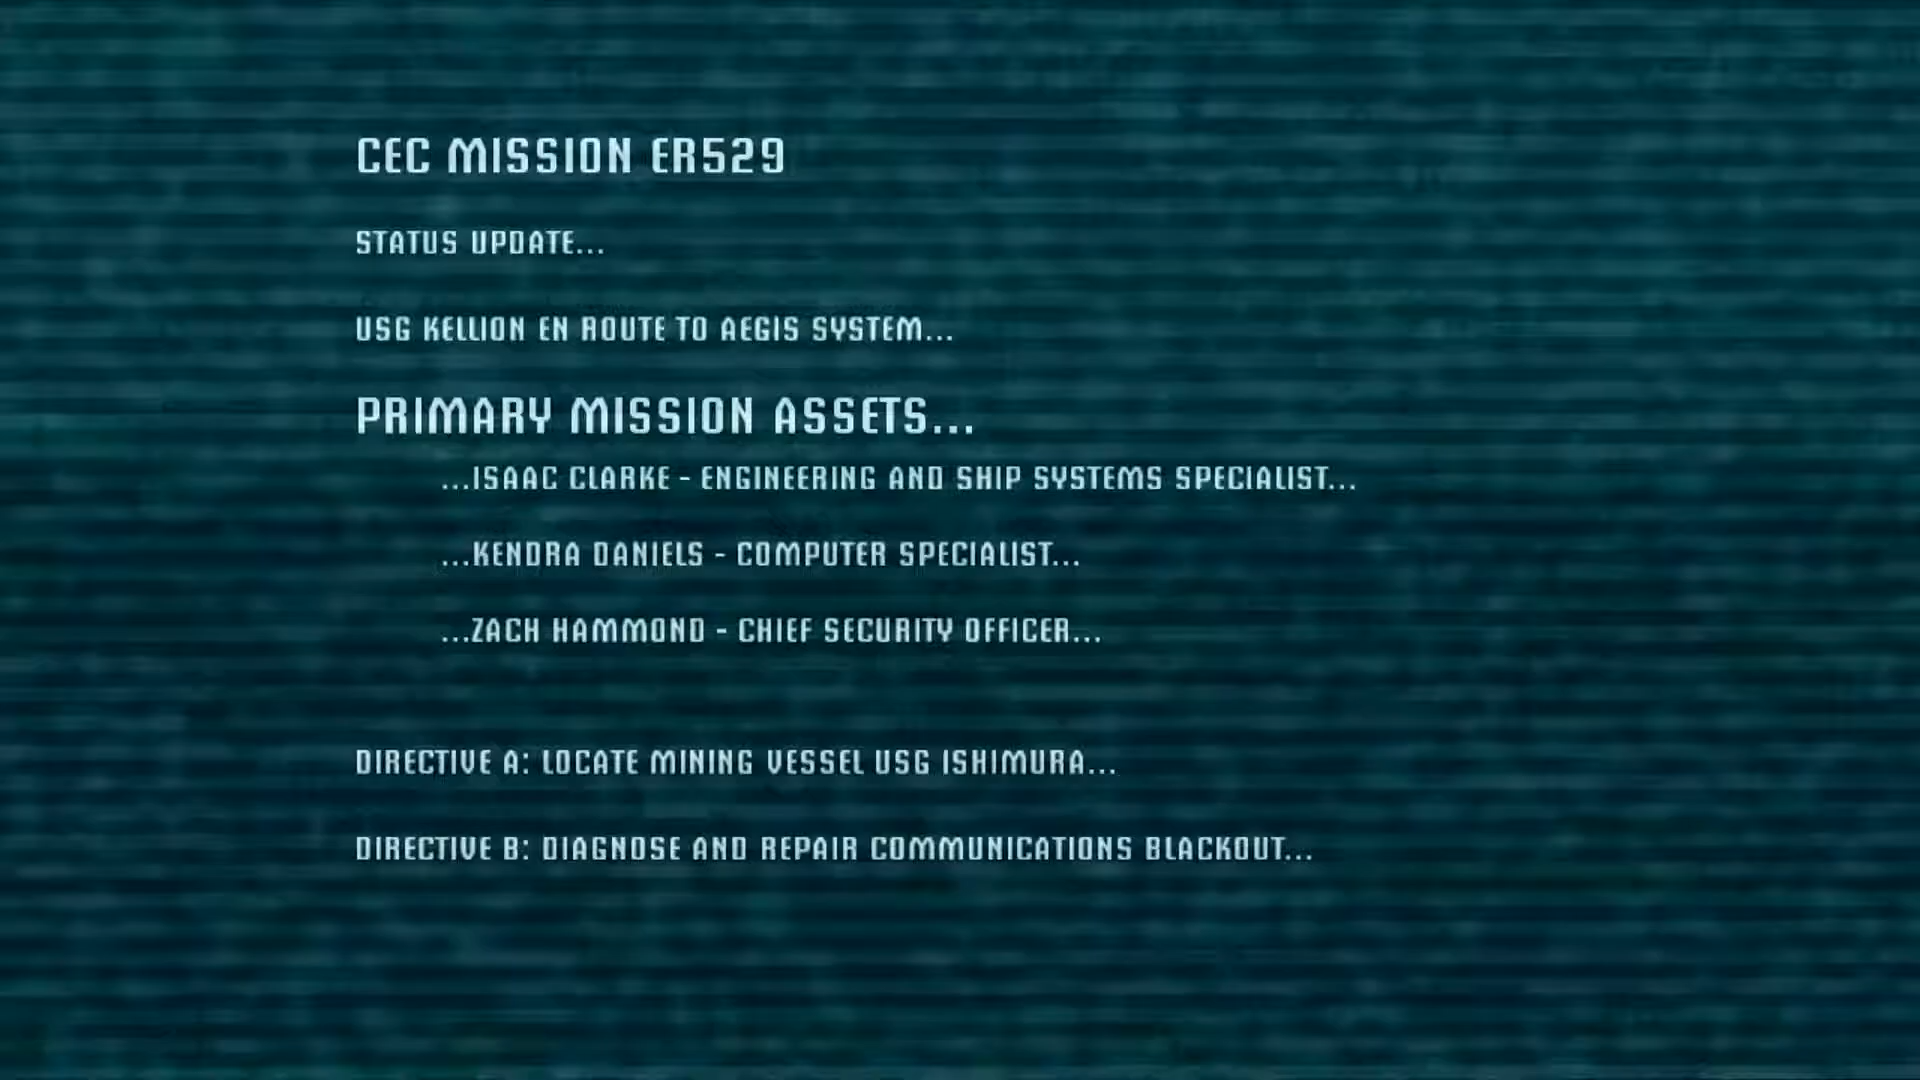 CEC MISSION ER529
STATUS UPDATE...
USG KELLION EN ROUTE TO AEGIS SYSTEM...
PRIMARY MISSION ASSETS...
...ISAAC CLARKE - ENGINEERING AND SHIP SYSTEMS SPECIALIST...
...KENDRA DANIELS - COMPUTER SPECIALIST...
...ZACH HAMMOND - CHIEF SECURITY OFFICER...
DIRECTIVE A: LOCATE MINING VESSEL USG ISHIMURA...
DIRECTIVE B: DIAGNOSE AND REPAIR COMMUNICATIONS BLACKOUT...